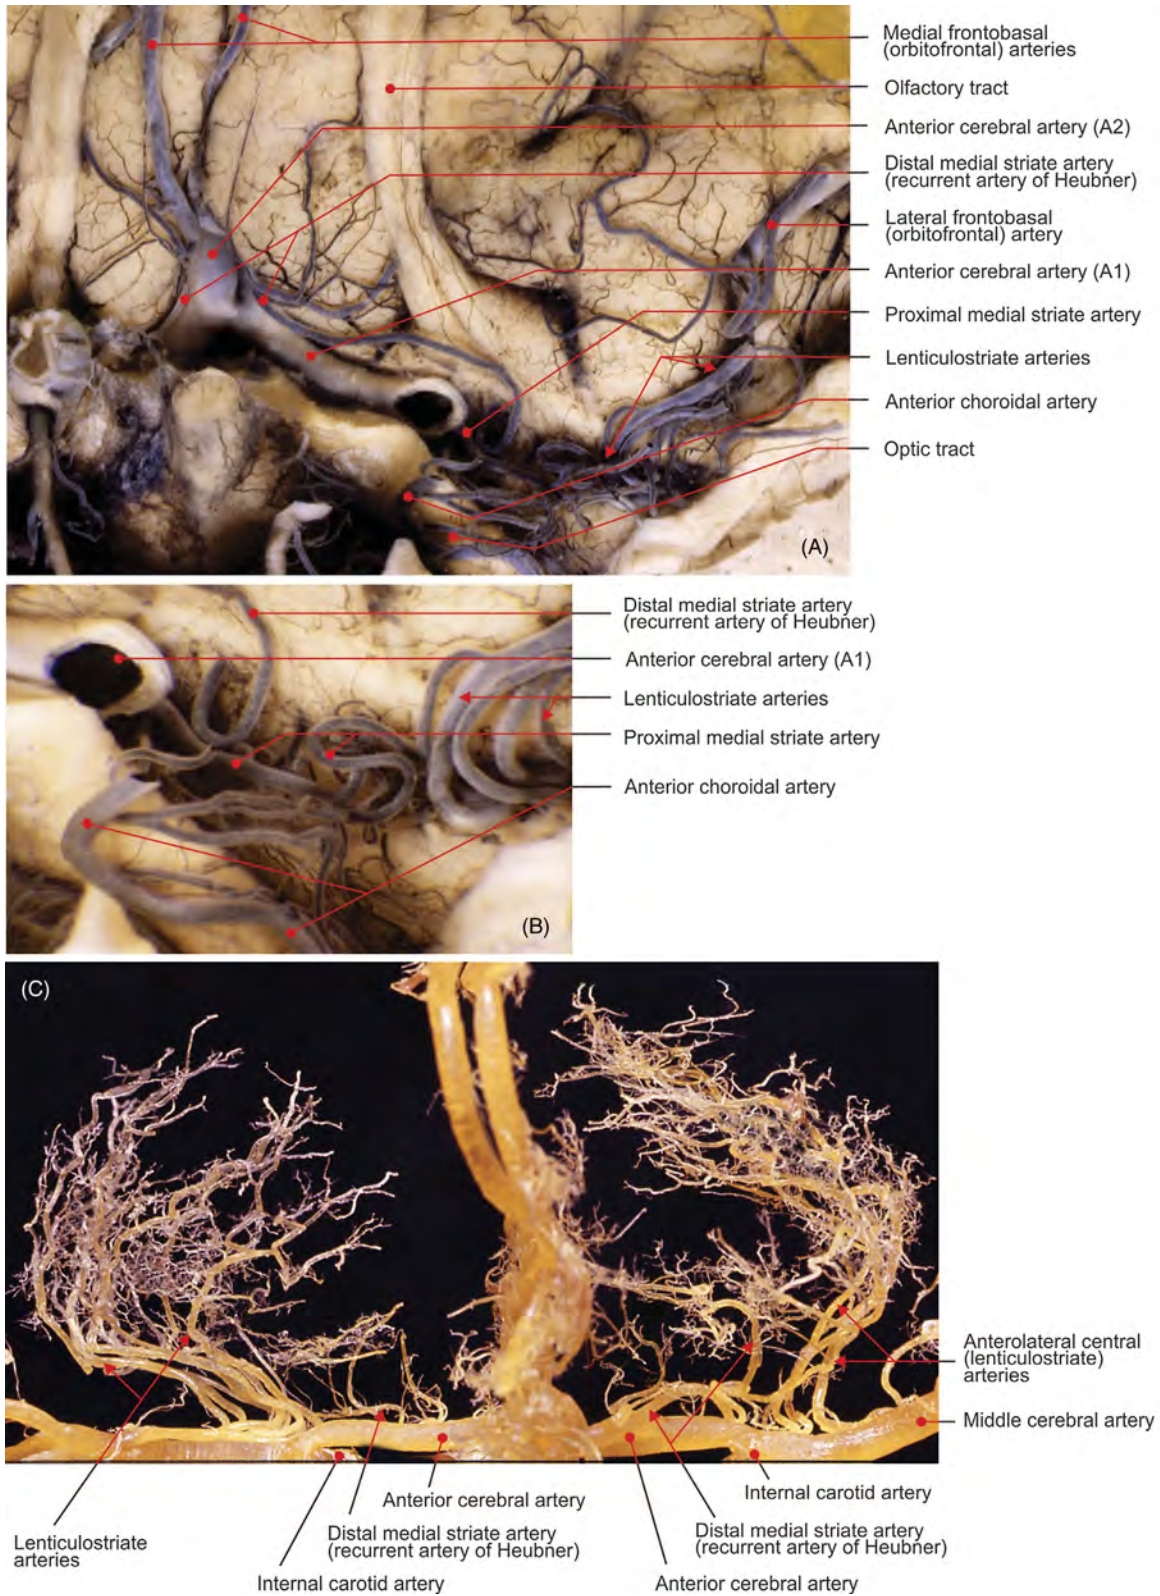 Medial frontobasal
(orbitofrontal) arteries
Olfactory tract
Anterior cerebral artery (A2)
Distal medial striate artery
(recurrent artery of Heubner)
Lateral frontobasal
(orbitofrontal) artery
Anterior cerebral artery (A1)
Proximal medial striate artery
Lenticulostriate arteries
Anterior choroidal artery
Optic tract
(A)
Distal medial striate artery
(recurrent artery of Heubner)
Anterior cerebral artery (A1)
Lenticulostriate arteries
Proximal medial striate artery
Anterior choroidal artery
(B)
(C)
Anterolateral central
(lenticulostriate)
arteries
Middle cerebral artery
Internal carotid artery
Anterior cerebral artery
Distal medial striate artery
(recurrent artery of Heubner)
Distal medial striate artery
(recurrent artery of Heubner)
Lenticulostriate
arteries
Internal carotid artery
Anterior cerebral artery